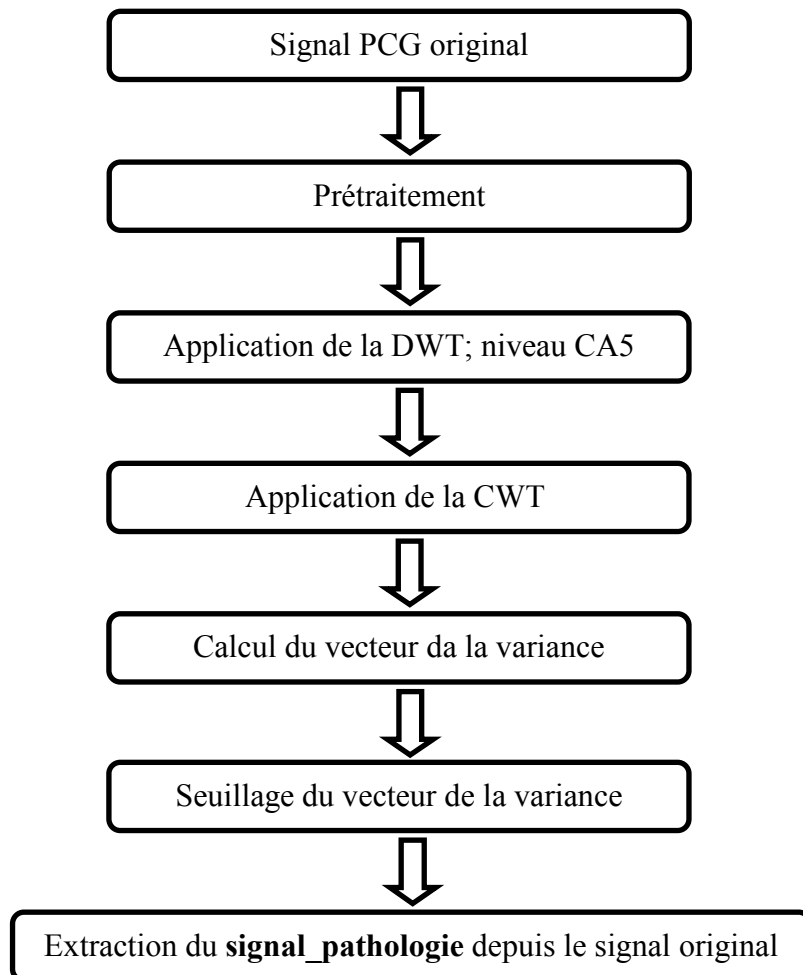 Signal PCG original
Prétraitement
Application de la DWT; niveau CA5
Application de la CWT
Calcul du vecteur da la variance
Seuillage du vecteur de la variance
Extraction du signal_pathologie depuis le signal original